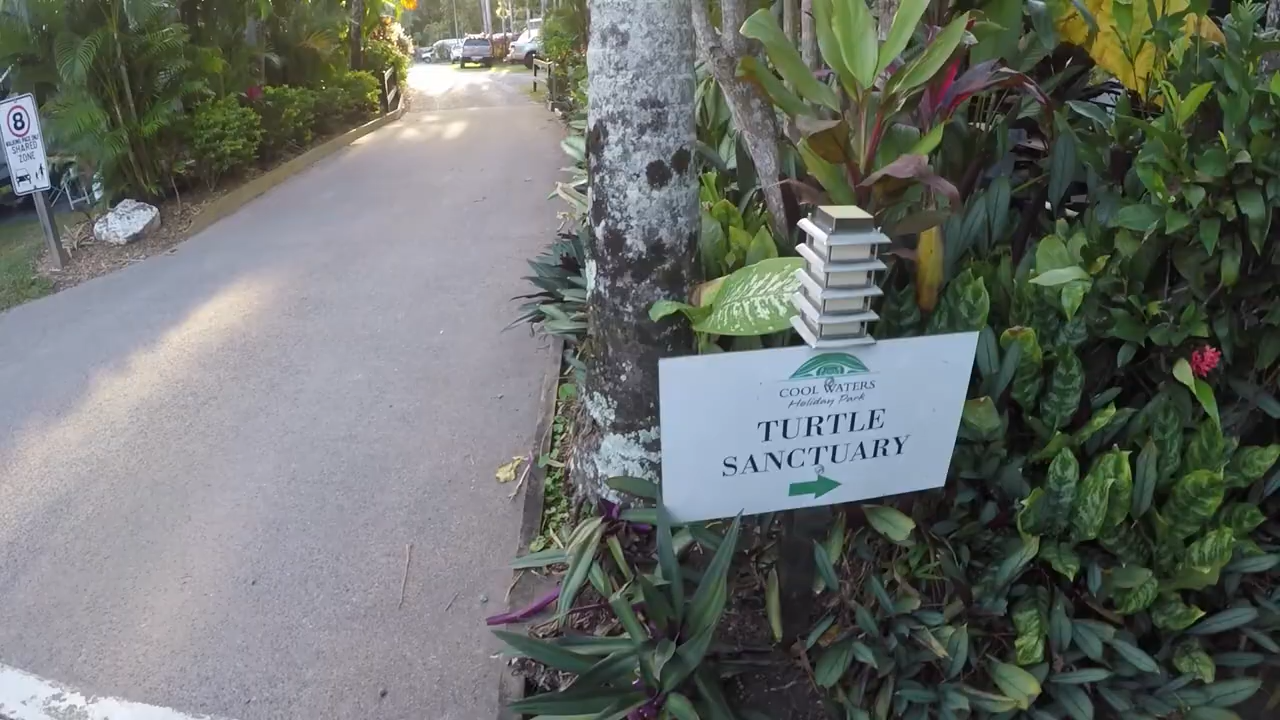 8
SHARED
ZONE
COOL WATERS
Holiday Park
TURTLE
SANCTUARY